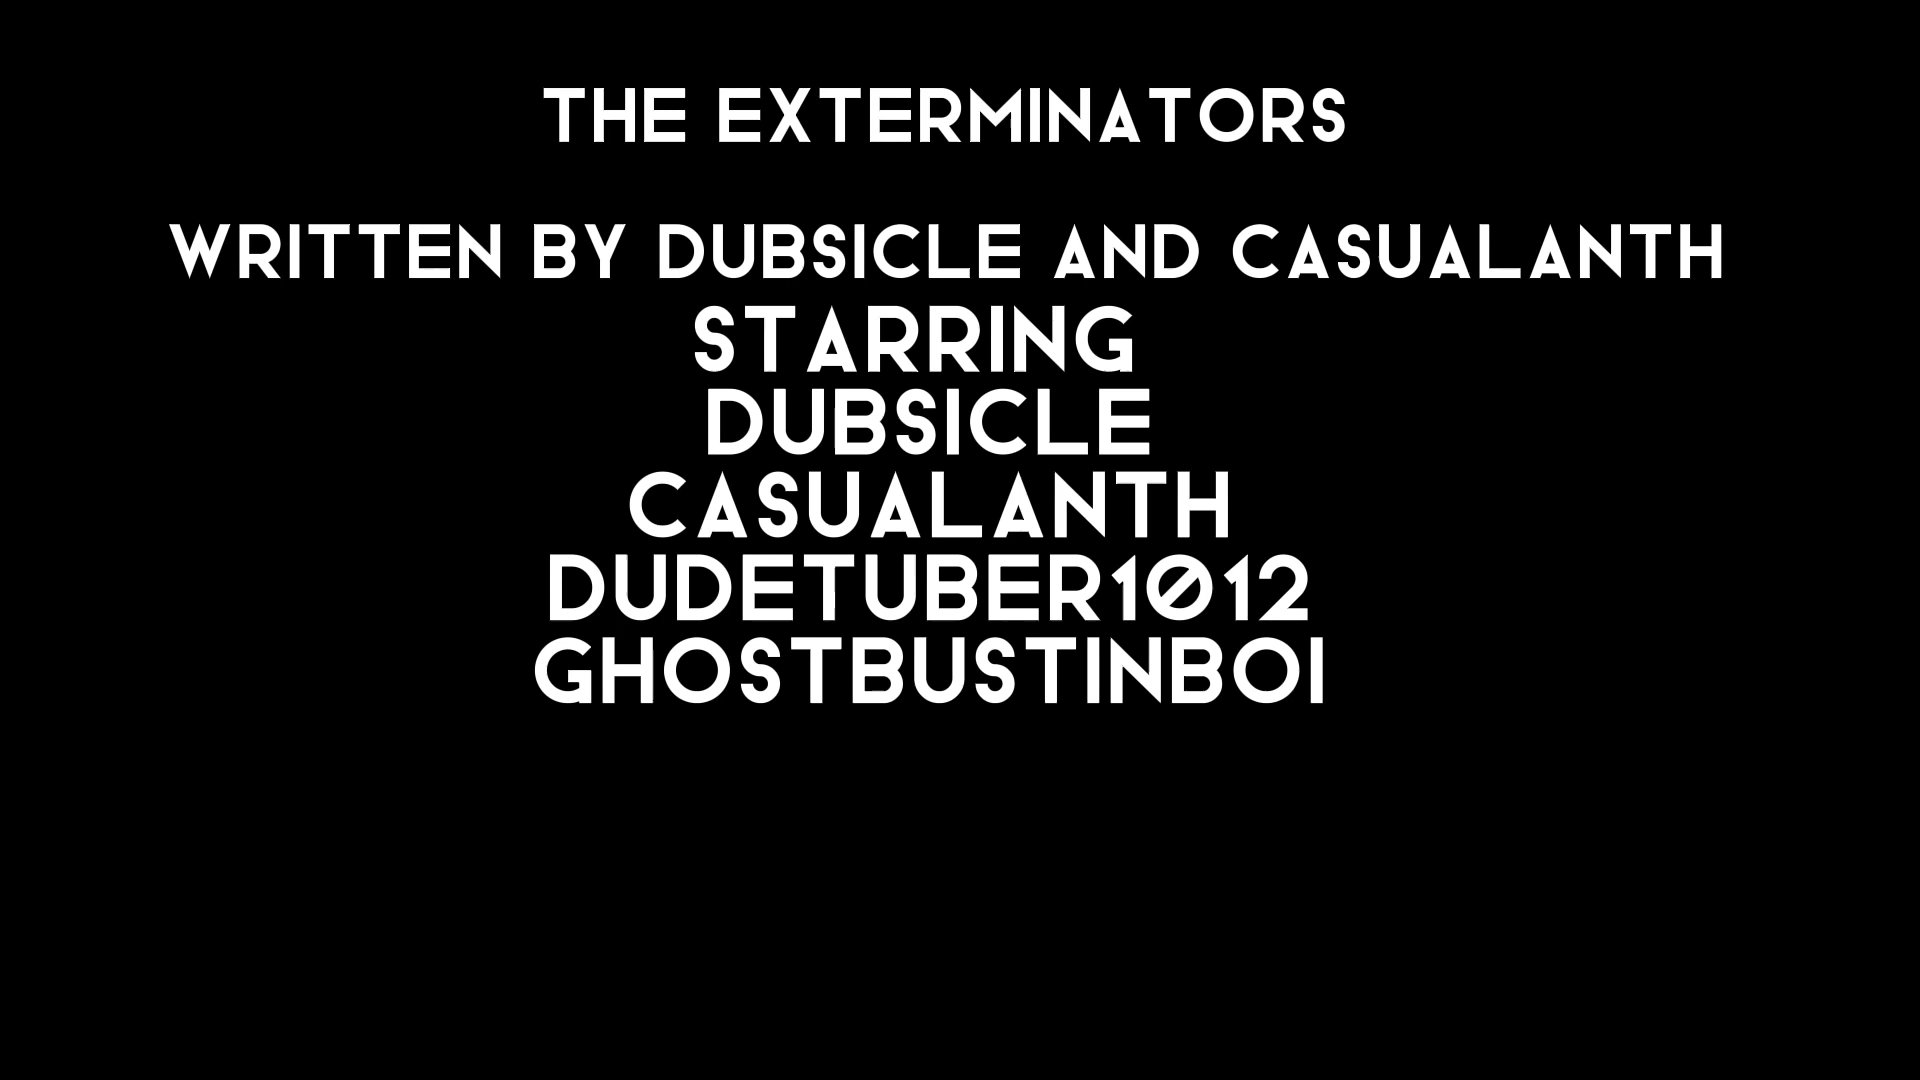 THE EXTERMINATORS
WRITTEN BY DUBSICLE AND CASUALANTH
STARRING
DUBSICLE
CASUALANTH
DUDETUBER1012
GHOSTBUSTINBOI